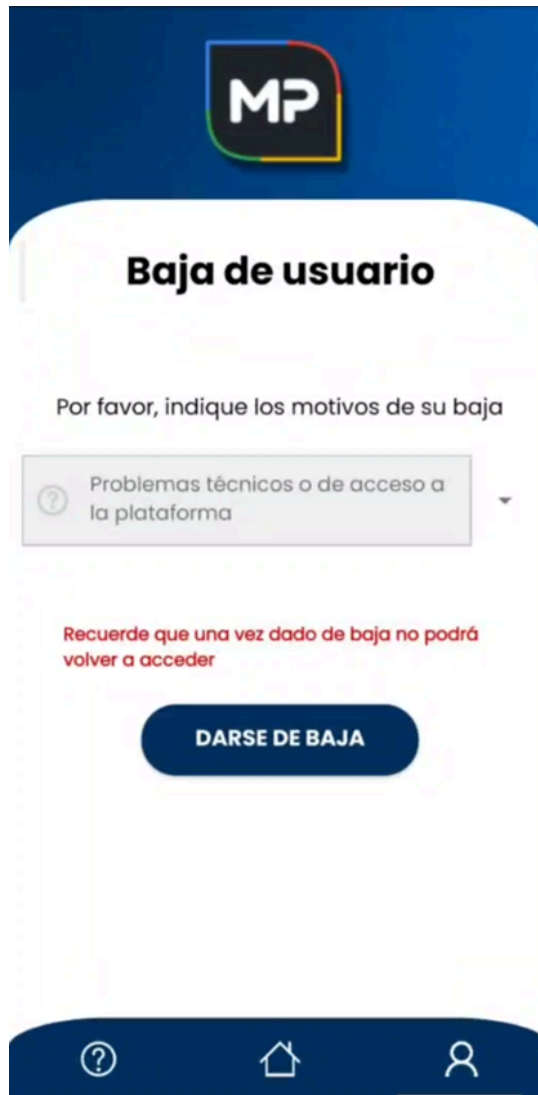 MP
Baja de usuario
Por favor, indique los motivos de su baja
Problemas técnicos o de acceso a
la plataforma
Recuerde que una vez dado de baja no podrá
volver a acceder
DARSE DE BAJA